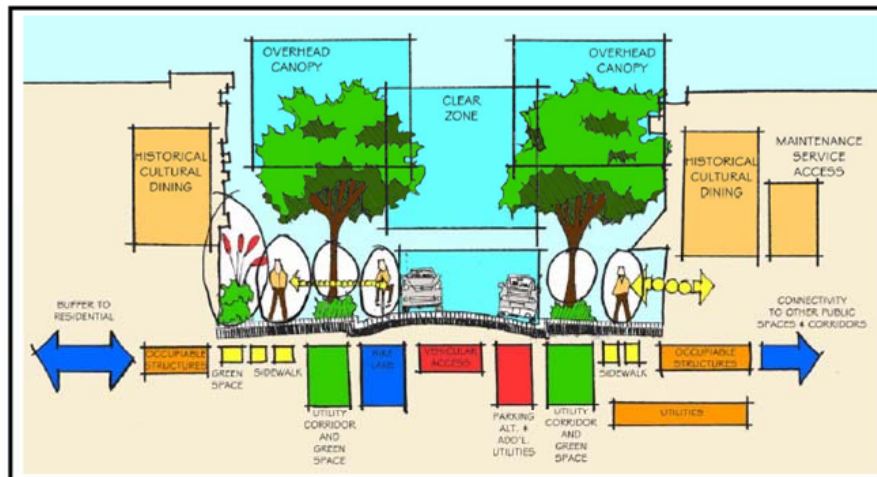 OVERHEAD
CANOPY
OVERHEAD
CANOPY
CLEAR
ZONE
HISTORICAL
CULTURAL
DINING
HISTORICAL
CULTURAL
DINING
MAINTENANCE
SERVICE
ACCESS
BUFFER TO
RESIDENTIAL
CONNECTIVITY
TO OTHER PUBLIC
SPACES & CORRIDORS
OCCUPIABLE
STRUCTURES
GREEN
SPACE
SIDEWALK
UTILITY
CORRIDOR
AND
GREEN
SPACE
BIKE
LANE
VEHICULAR
ACCESS
PARKING
ALT. &
ADD'L.
UTILITIES
UTILITY
CORRIDOR
AND
GREEN
SPACE
SIDEWALK
OCCUPIABLE
STRUCTURES
UTILITIES